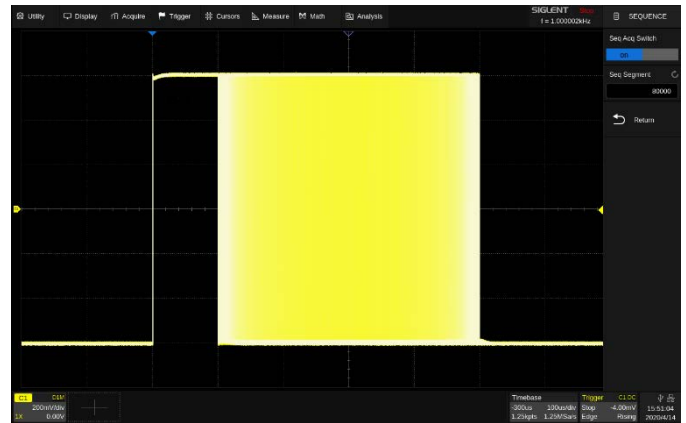 Utility Display Acquire Trigger Cursors Measure Math Analysis
SIGLENT Stop
f = 1.000002kHz
SEQUENCE
Seq Acq Switch
on
Seq Segment
80000
Return
C1 D1M
200mV/div
1X 0.00V
Timebase
-300us 100us/div
1.25kpts 1.25MSa/s
Trigger C1 DC
Stop -4.00mV
Edge Rising
15:51:04
2020/4/14